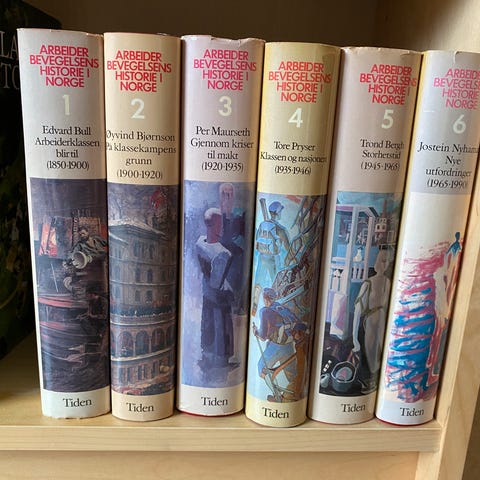 ARBEIDER
BEVEGELSENS
HISTORIE I
NORGE
1
Edvard Bull
Arbeiderklassen
blir til
(1850-1900)
Tiden
ARBEIDER
BEVEGELSENS
HISTORIE I
NORGE
2
Øyvind Bjørnson
På klassekampens
grunn
(1900-1920)
Tiden
ARBEIDER
BEVEGELSENS
HISTORIE I
NORGE
3
Per Maurseth
Gjennom kriser
til makt
(1920-1935)
Tiden
ARBEIDER
BEVEGELSENS
HISTORIE I
NORGE
4
Tore Pryser
Klassen og nasjonen
(1935-1946)
Tiden
ARBEIDER
BEVEGELSENS
HISTORIE I
NORGE
5
Trond Bergh
Storhetstid
(1945-1965)
Tiden
ARBEIDER
BEVEGELSENS
HISTORIE I
NORGE
6
Jostein Nyhamar
Nye
utfordringer
(1965-1990)
Tiden